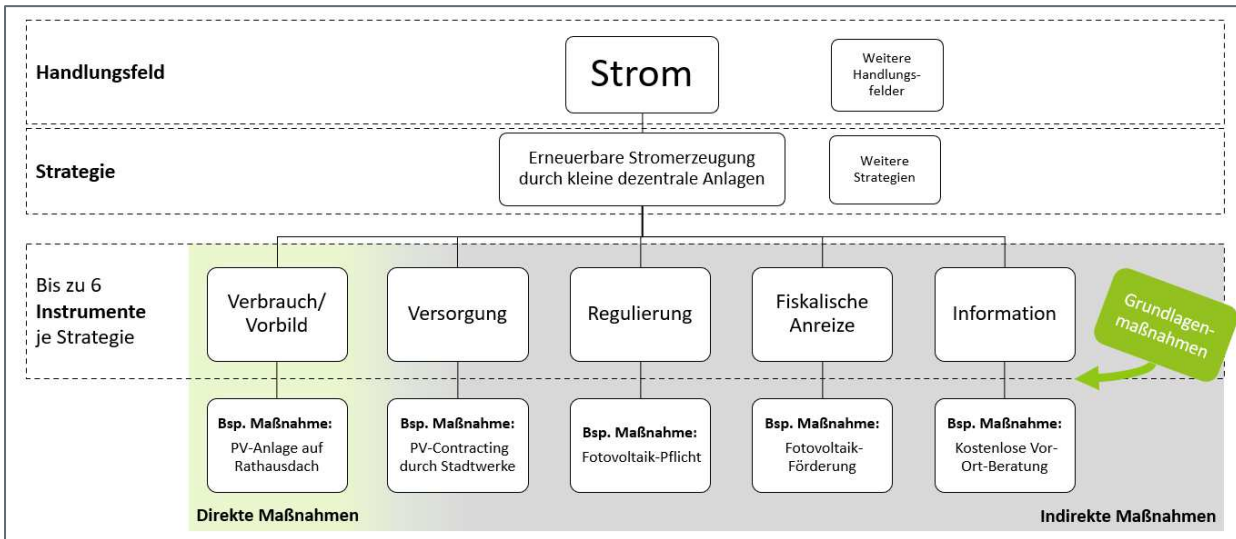 Handlungsfeld
Strom
Weitere
Handlungs-
felder
Strategie
Erneuerbare Stromerzeugung
durch kleine dezentrale Anlagen
Weitere
Strategien
Bis zu 6
Instrumente
je Strategie
Verbrauch/
Vorbild
Versorgung
Regulierung
Fiskalische
Anreize
Information
Grundlagen-
maßnahmen
Bsp. Maßnahme:
PV-Anlage auf
Rathausdach
Bsp. Maßnahme:
PV-Contracting
durch Stadtwerke
Bsp. Maßnahme:
Fotovoltaik-Pflicht
Bsp. Maßnahme:
Fotovoltaik-
Förderung
Bsp. Maßnahme:
Kostenlose Vor-
Ort-Beratung
Direkte Maßnahmen
Indirekte Maßnahmen